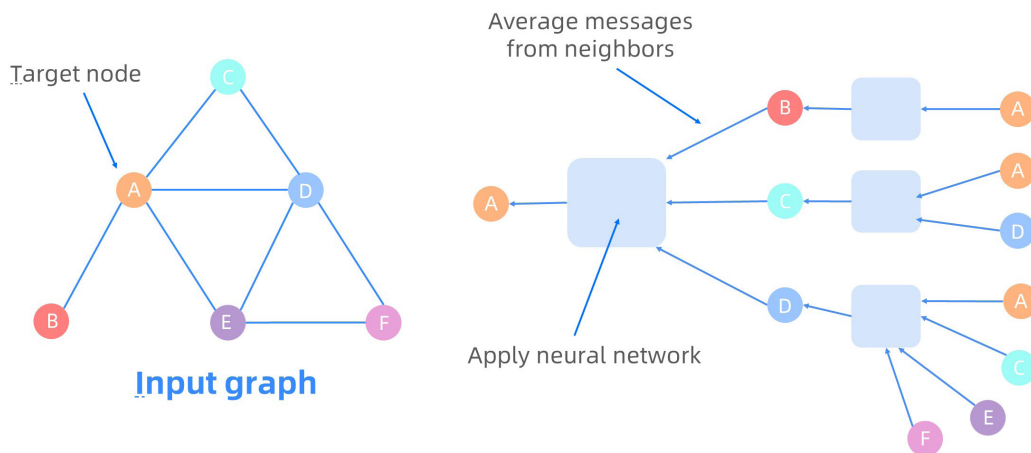 Target node
C
A
D
B
E
F
Input graph
Average messages
from neighbors
B
A
A
A
C
D
D
A
Apply neural network
C
E
F